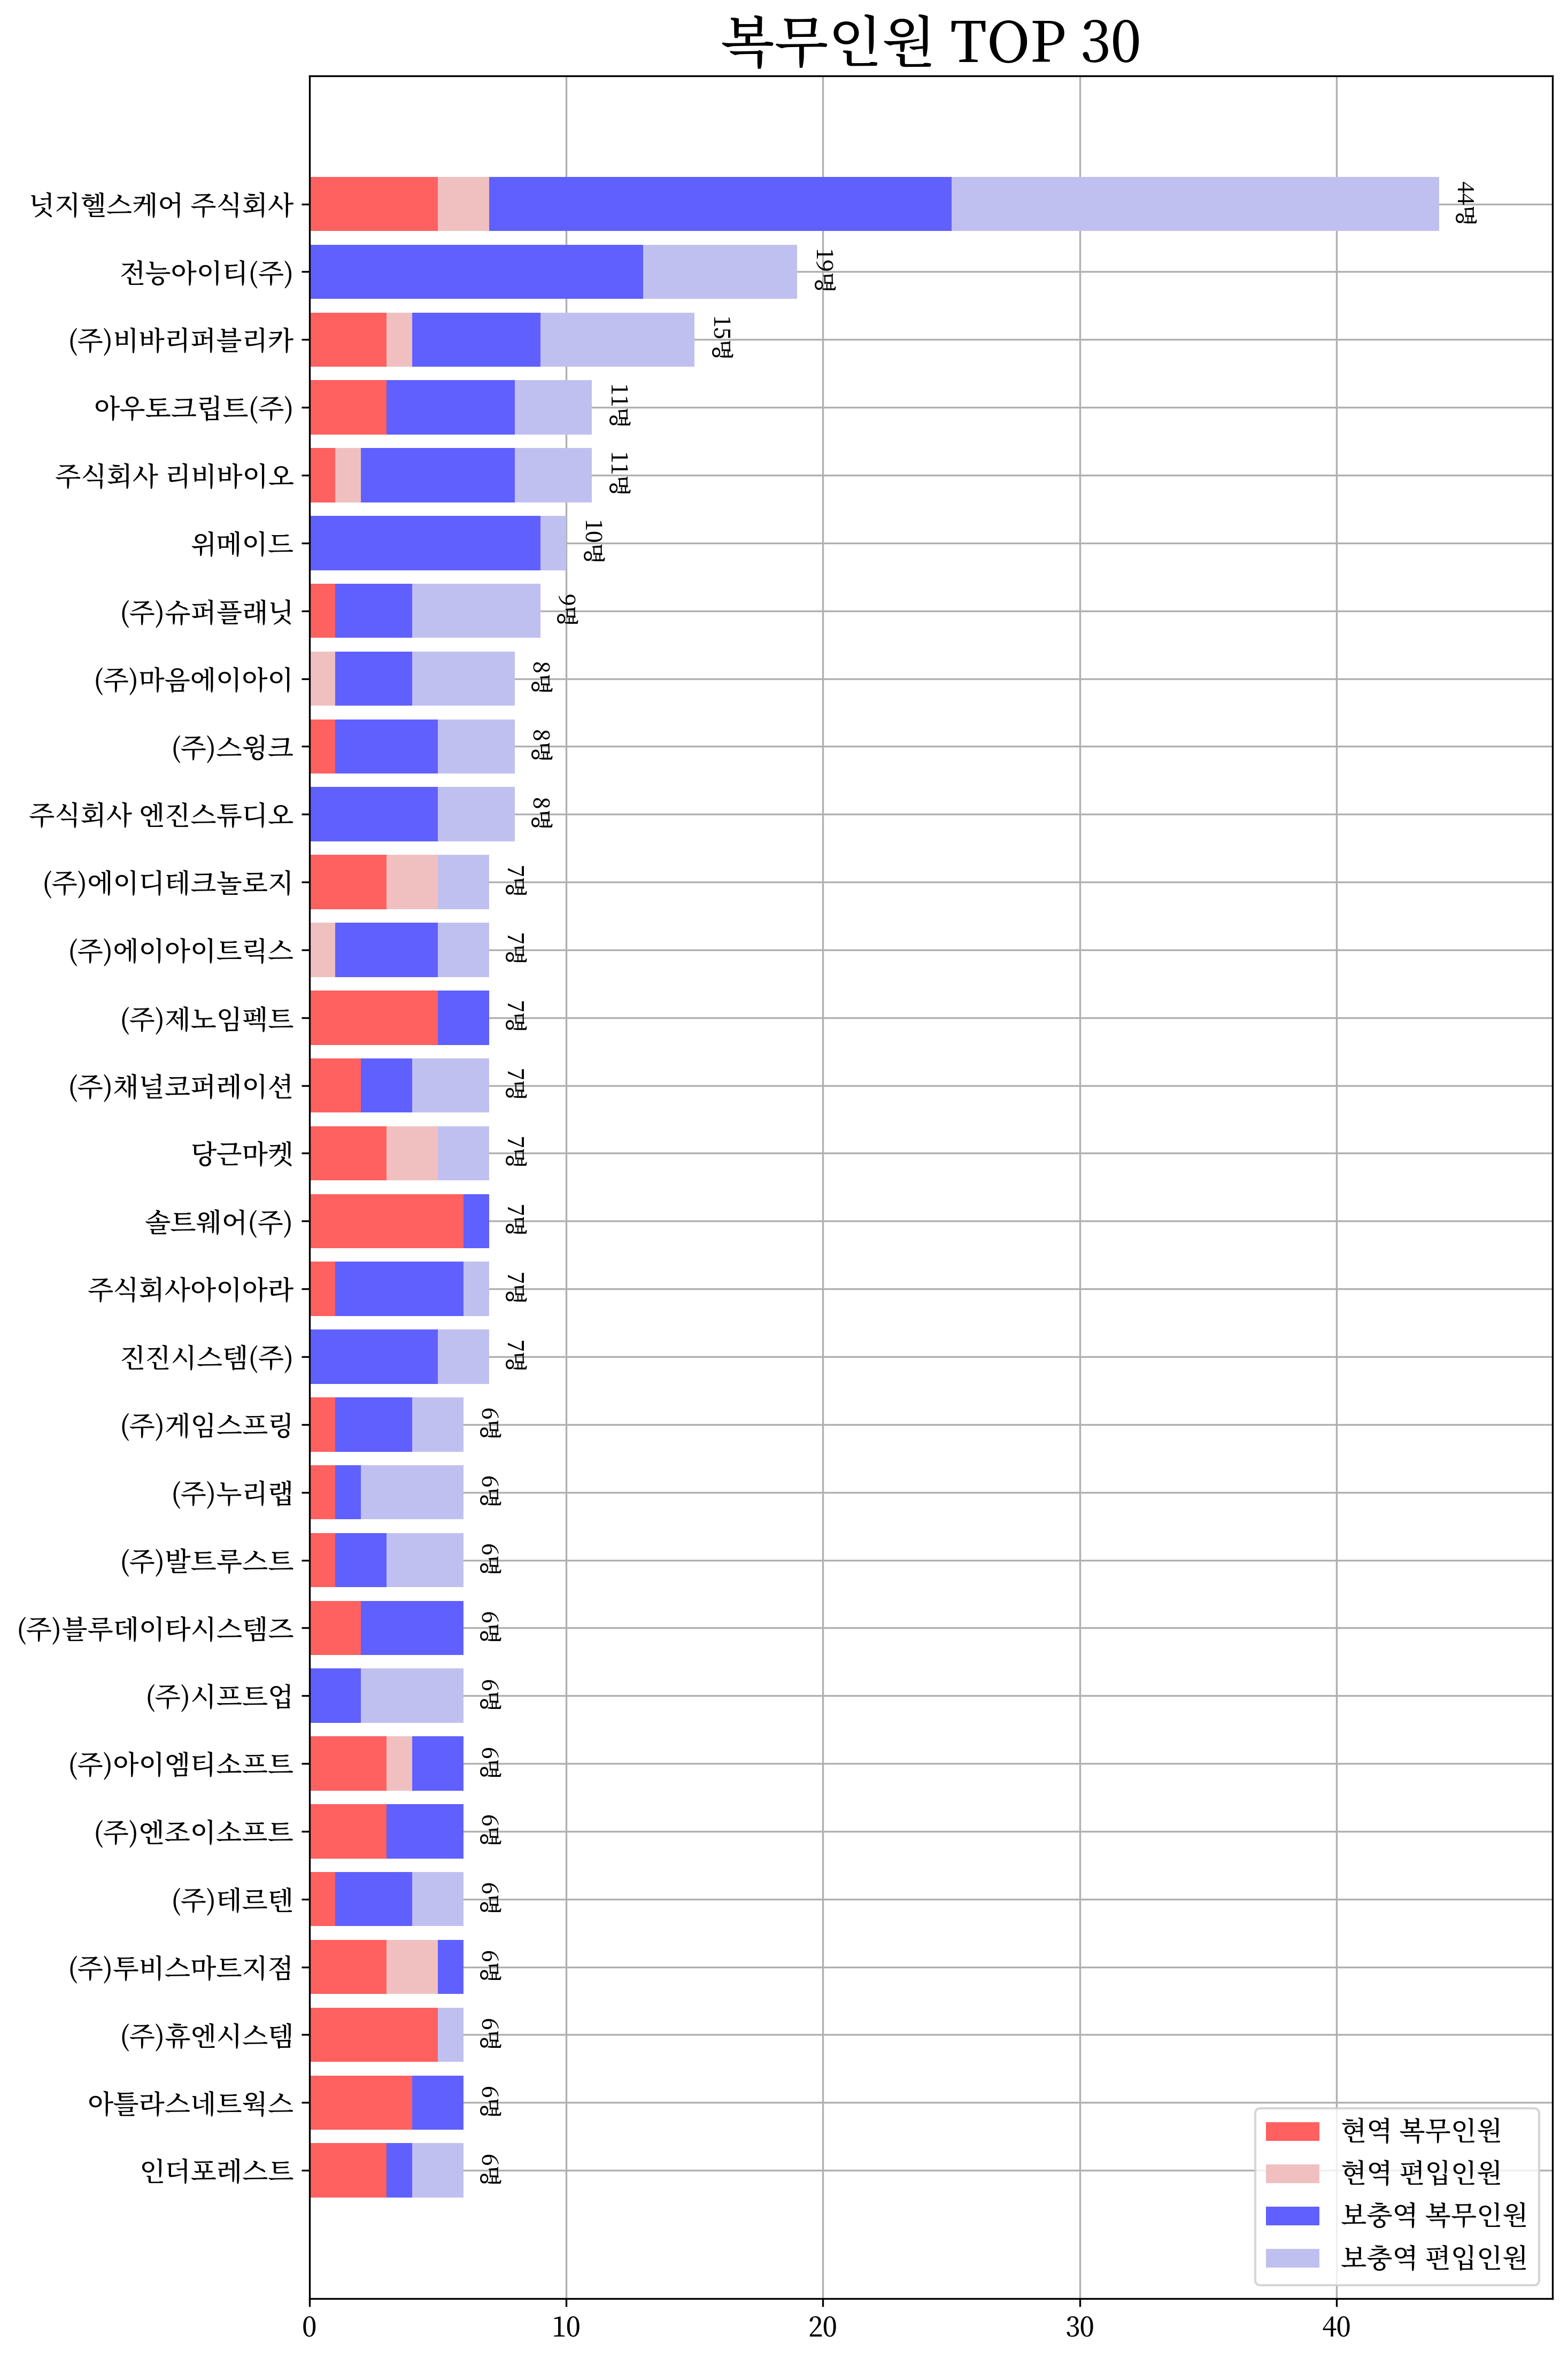 복무인원 TOP 30
넛지헬스케어 주식회사 44명
전능아이티(주) 19명
(주)비바리퍼블리카 15명
아우토크립트(주) 11명
주식회사 리비바이오 11명
위메이드 10명
(주)슈퍼플래닛 9명
(주)마음에이아이 8명
(주)스윙크 8명
주식회사 엔진스튜디오 8명
(주)에이디테크놀로지 7명
(주)에이아이트릭스 7명
(주)제노임펙트 7명
(주)채널코퍼레이션 7명
당근마켓 7명
솔트웨어(주) 7명
주식회사아이아라 7명
진진시스템(주) 7명
(주)게임스프링 6명
(주)누리랩 6명
(주)발트루스트 6명
(주)블루데이타시스템즈 6명
(주)시프트업 6명
(주)아이엠티소프트 6명
(주)엔조이소프트 6명
(주)테르텐 6명
(주)투비스마트지점 6명
(주)휴엔시스템 6명
아틀라스네트웍스 6명
인더포레스트 6명
현역 복무인원
현역 편입인원
보충역 복무인원
보충역 편입인원
0 10 20 30 40